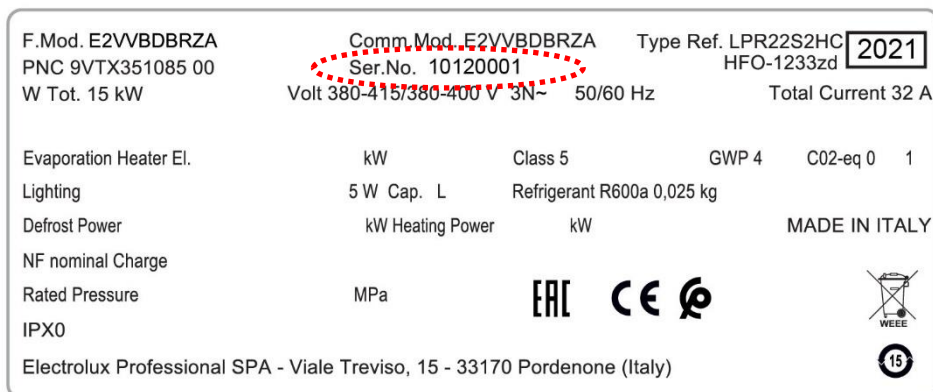 F.Mod. E2VVBDBRZA Comm.Mod. E2VVBDBRZA Type Ref. LPR22S2HC 2021
PNC 9VTX351085 00 Ser.No. 10120001 HFO-1233zd
W Tot. 15 kW Volt 380-415/380-400 V 3N~ 50/60 Hz Total Current 32 A
Evaporation Heater El. kW Class 5 GWP 4 C02-eq 0 1
Lighting 5 W Cap. L Refrigerant R600a 0,025 kg
Defrost Power kW Heating Power kW MADE IN ITALY
NF nominal Charge
Rated Pressure MPa EAC CE
IPX0 WEEE
Electrolux Professional SPA - Viale Treviso, 15 - 33170 Pordenone (Italy) 15